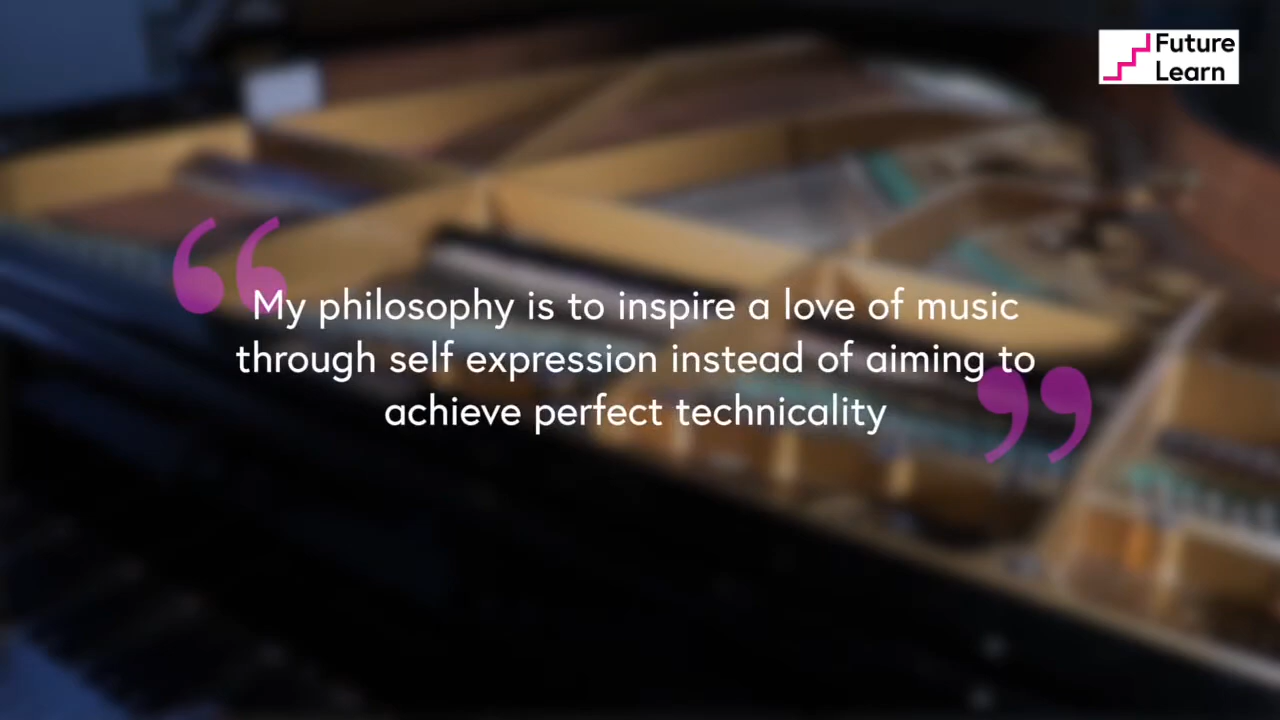 Future
Learn
“My philosophy is to inspire a love of music
through self expression instead of aiming to
achieve perfect technicality”